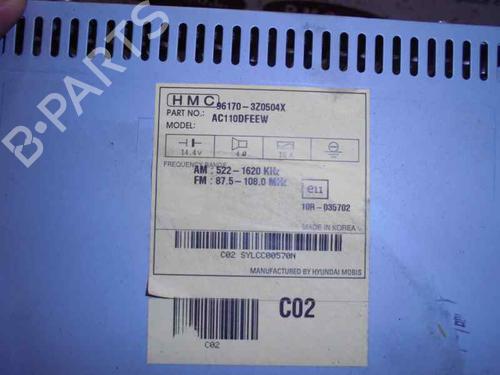 B-PARTS
HMC
PART NO.: 96170-3Z0504X
MODEL: AC110DFEEW
14.4V 4Ω
FREQUENCY RANGE
AM : 522-1620 KHz
FM : 87.5-108.0 MHz
e11
10R-035702
MADE IN KOREA
C02 SYLCC00570N
MANUFACTURED BY HYUNDAI MOBIS
C02
C02